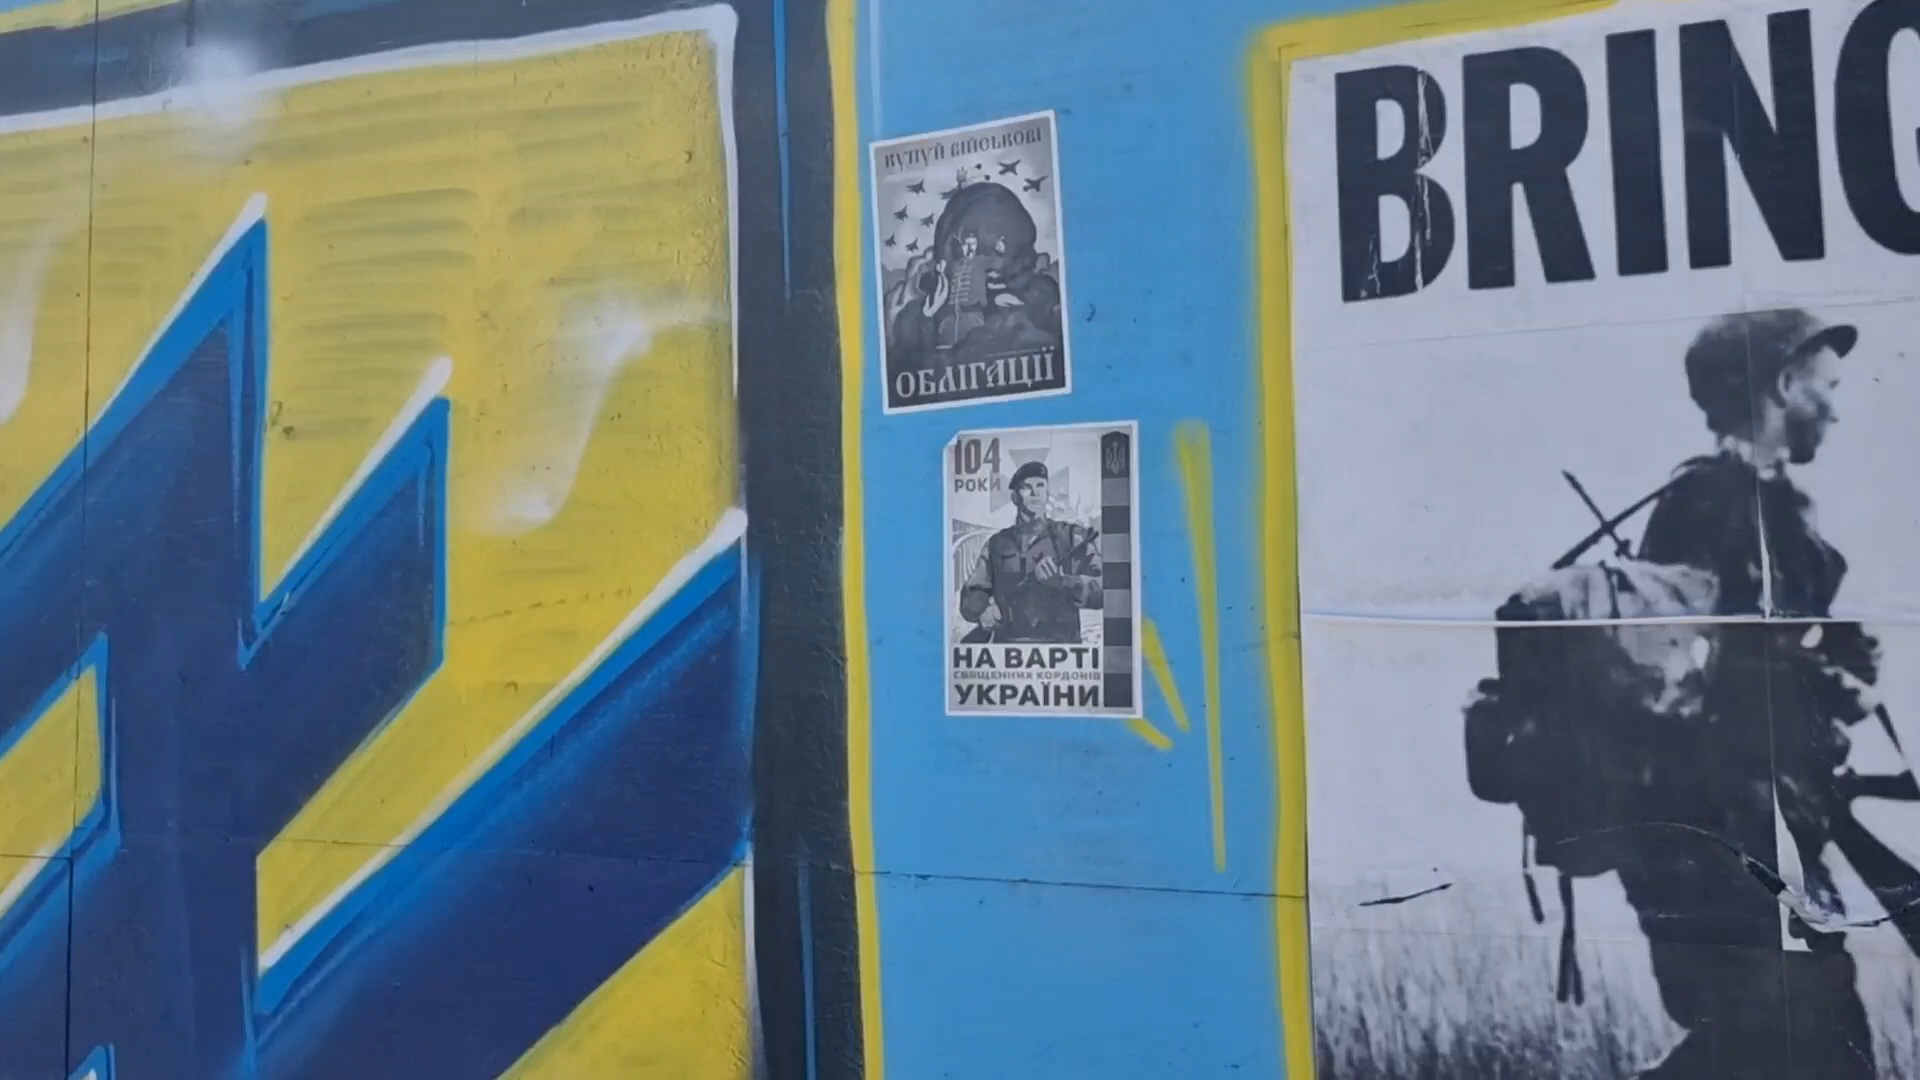 КУПУЙ ВІЙСЬКОВІ
ОБЛІГАЦІЇ
104
РОКИ
НА ВАРТІ
СВЯЩЕННИХ КОРДОНІВ
УКРАЇНИ
BRING